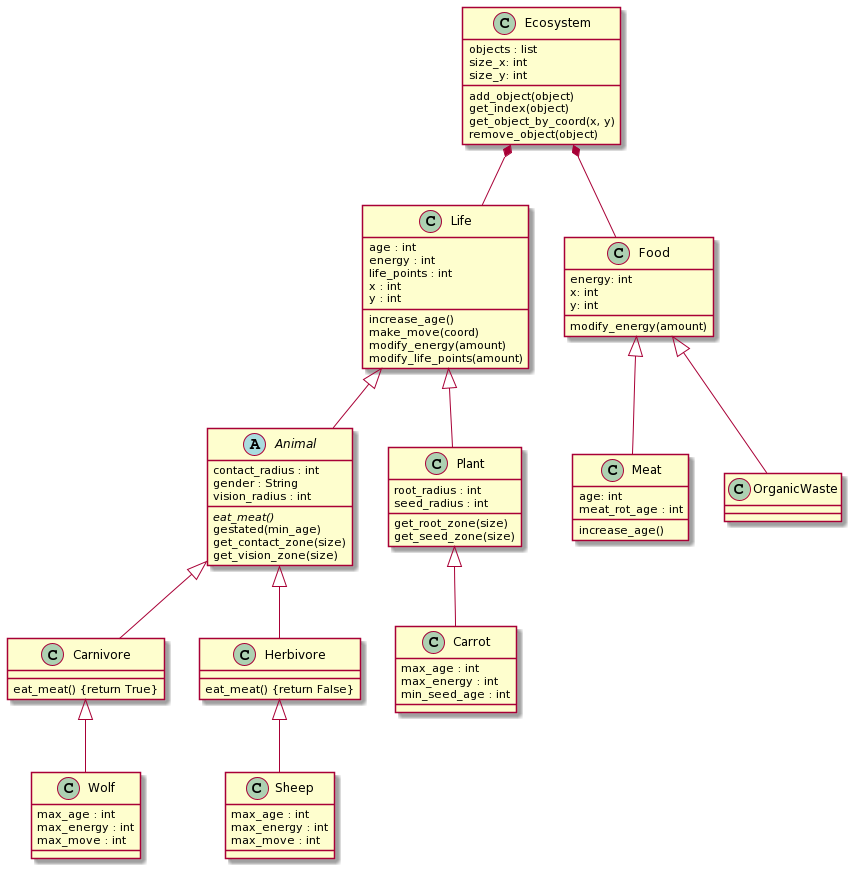 C Ecosystem
objects : list
size_x: int
size_y: int
add_object(object)
get_index(object)
get_object_by_coord(x, y)
remove_object(object)
C Life
age : int
energy : int
life_points : int
x : int
y : int
increase_age()
make_move(coord)
modify_energy(amount)
modify_life_points(amount)
C Food
energy: int
x: int
y: int
modify_energy(amount)
A Animal
contact_radius : int
gender : String
vision_radius : int
eat_meat()
gestated(min_age)
get_contact_zone(size)
get_vision_zone(size)
C Plant
root_radius : int
seed_radius : int
get_root_zone(size)
get_seed_zone(size)
C Meat
age: int
meat_rot_age : int
increase_age()
C OrganicWaste
C Carnivore
eat_meat() {return True}
C Herbivore
eat_meat() {return False}
C Carrot
max_age : int
max_energy : int
min_seed_age : int
C Wolf
max_age : int
max_energy : int
max_move : int
C Sheep
max_age : int
max_energy : int
max_move : int